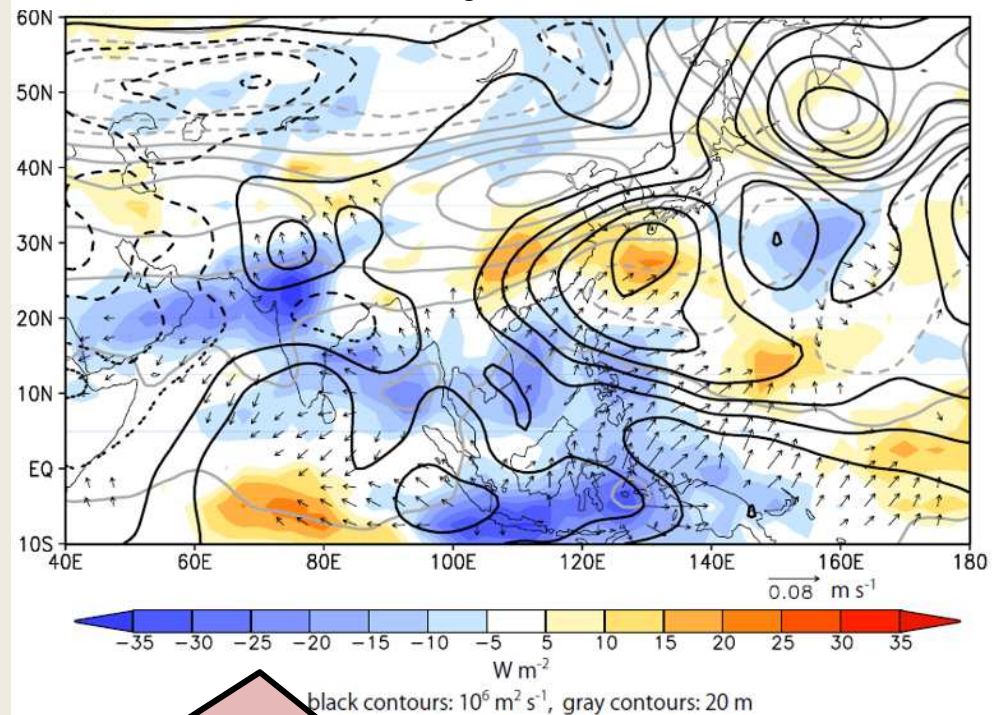 60N
50N
40N
30N
20N
10N
EQ
10S
40E 60E 80E 100E 120E 140E 160E 180
0.08 m s⁻¹
−35 −30 −25 −20 −15 −10 −5 5 10 15 20 25 30 35
W m⁻²
black contours: 10⁶ m² s⁻¹, gray contours: 20 m